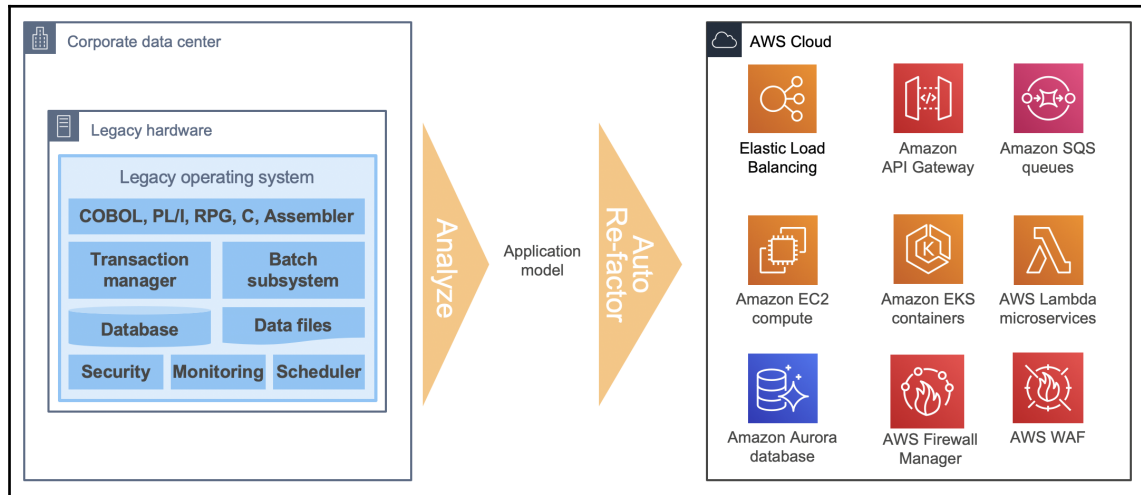 Corporate data center
Legacy hardware
Legacy operating system
COBOL, PL/I, RPG, C, Assembler
Transaction
manager
Batch
subsystem
Database
Data files
Security
Monitoring
Scheduler
Analyze
Application
model
Auto
Re-factor
AWS Cloud
Elastic Load
Balancing
Amazon
API Gateway
Amazon SQS
queues
Amazon EC2
compute
Amazon EKS
containers
AWS Lambda
microservices
Amazon Aurora
database
AWS Firewall
Manager
AWS WAF